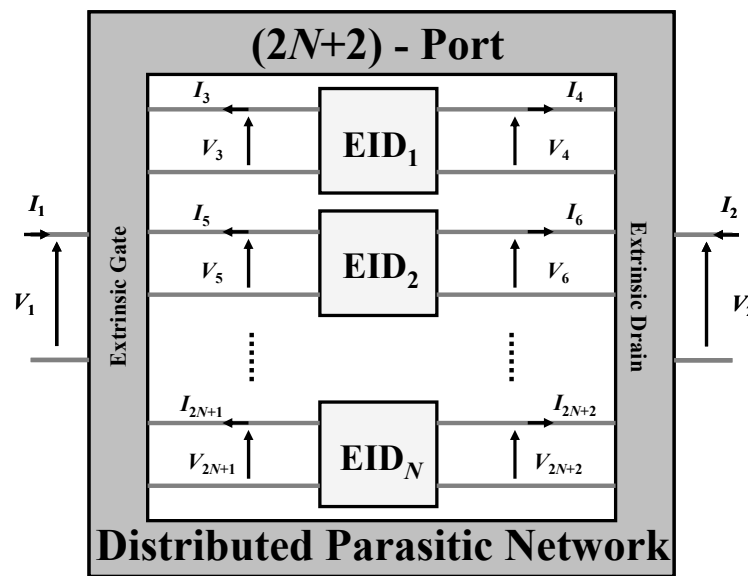 (2N+2) - Port
I3 I4
EID1
V3 V4
I1 I5 I6 I2
EID2
V5 V6
V1 Extrinsic Gate Extrinsic Drain
I2N+1 I2N+2
EIDN
V2N+1 V2N+2
Distributed Parasitic Network